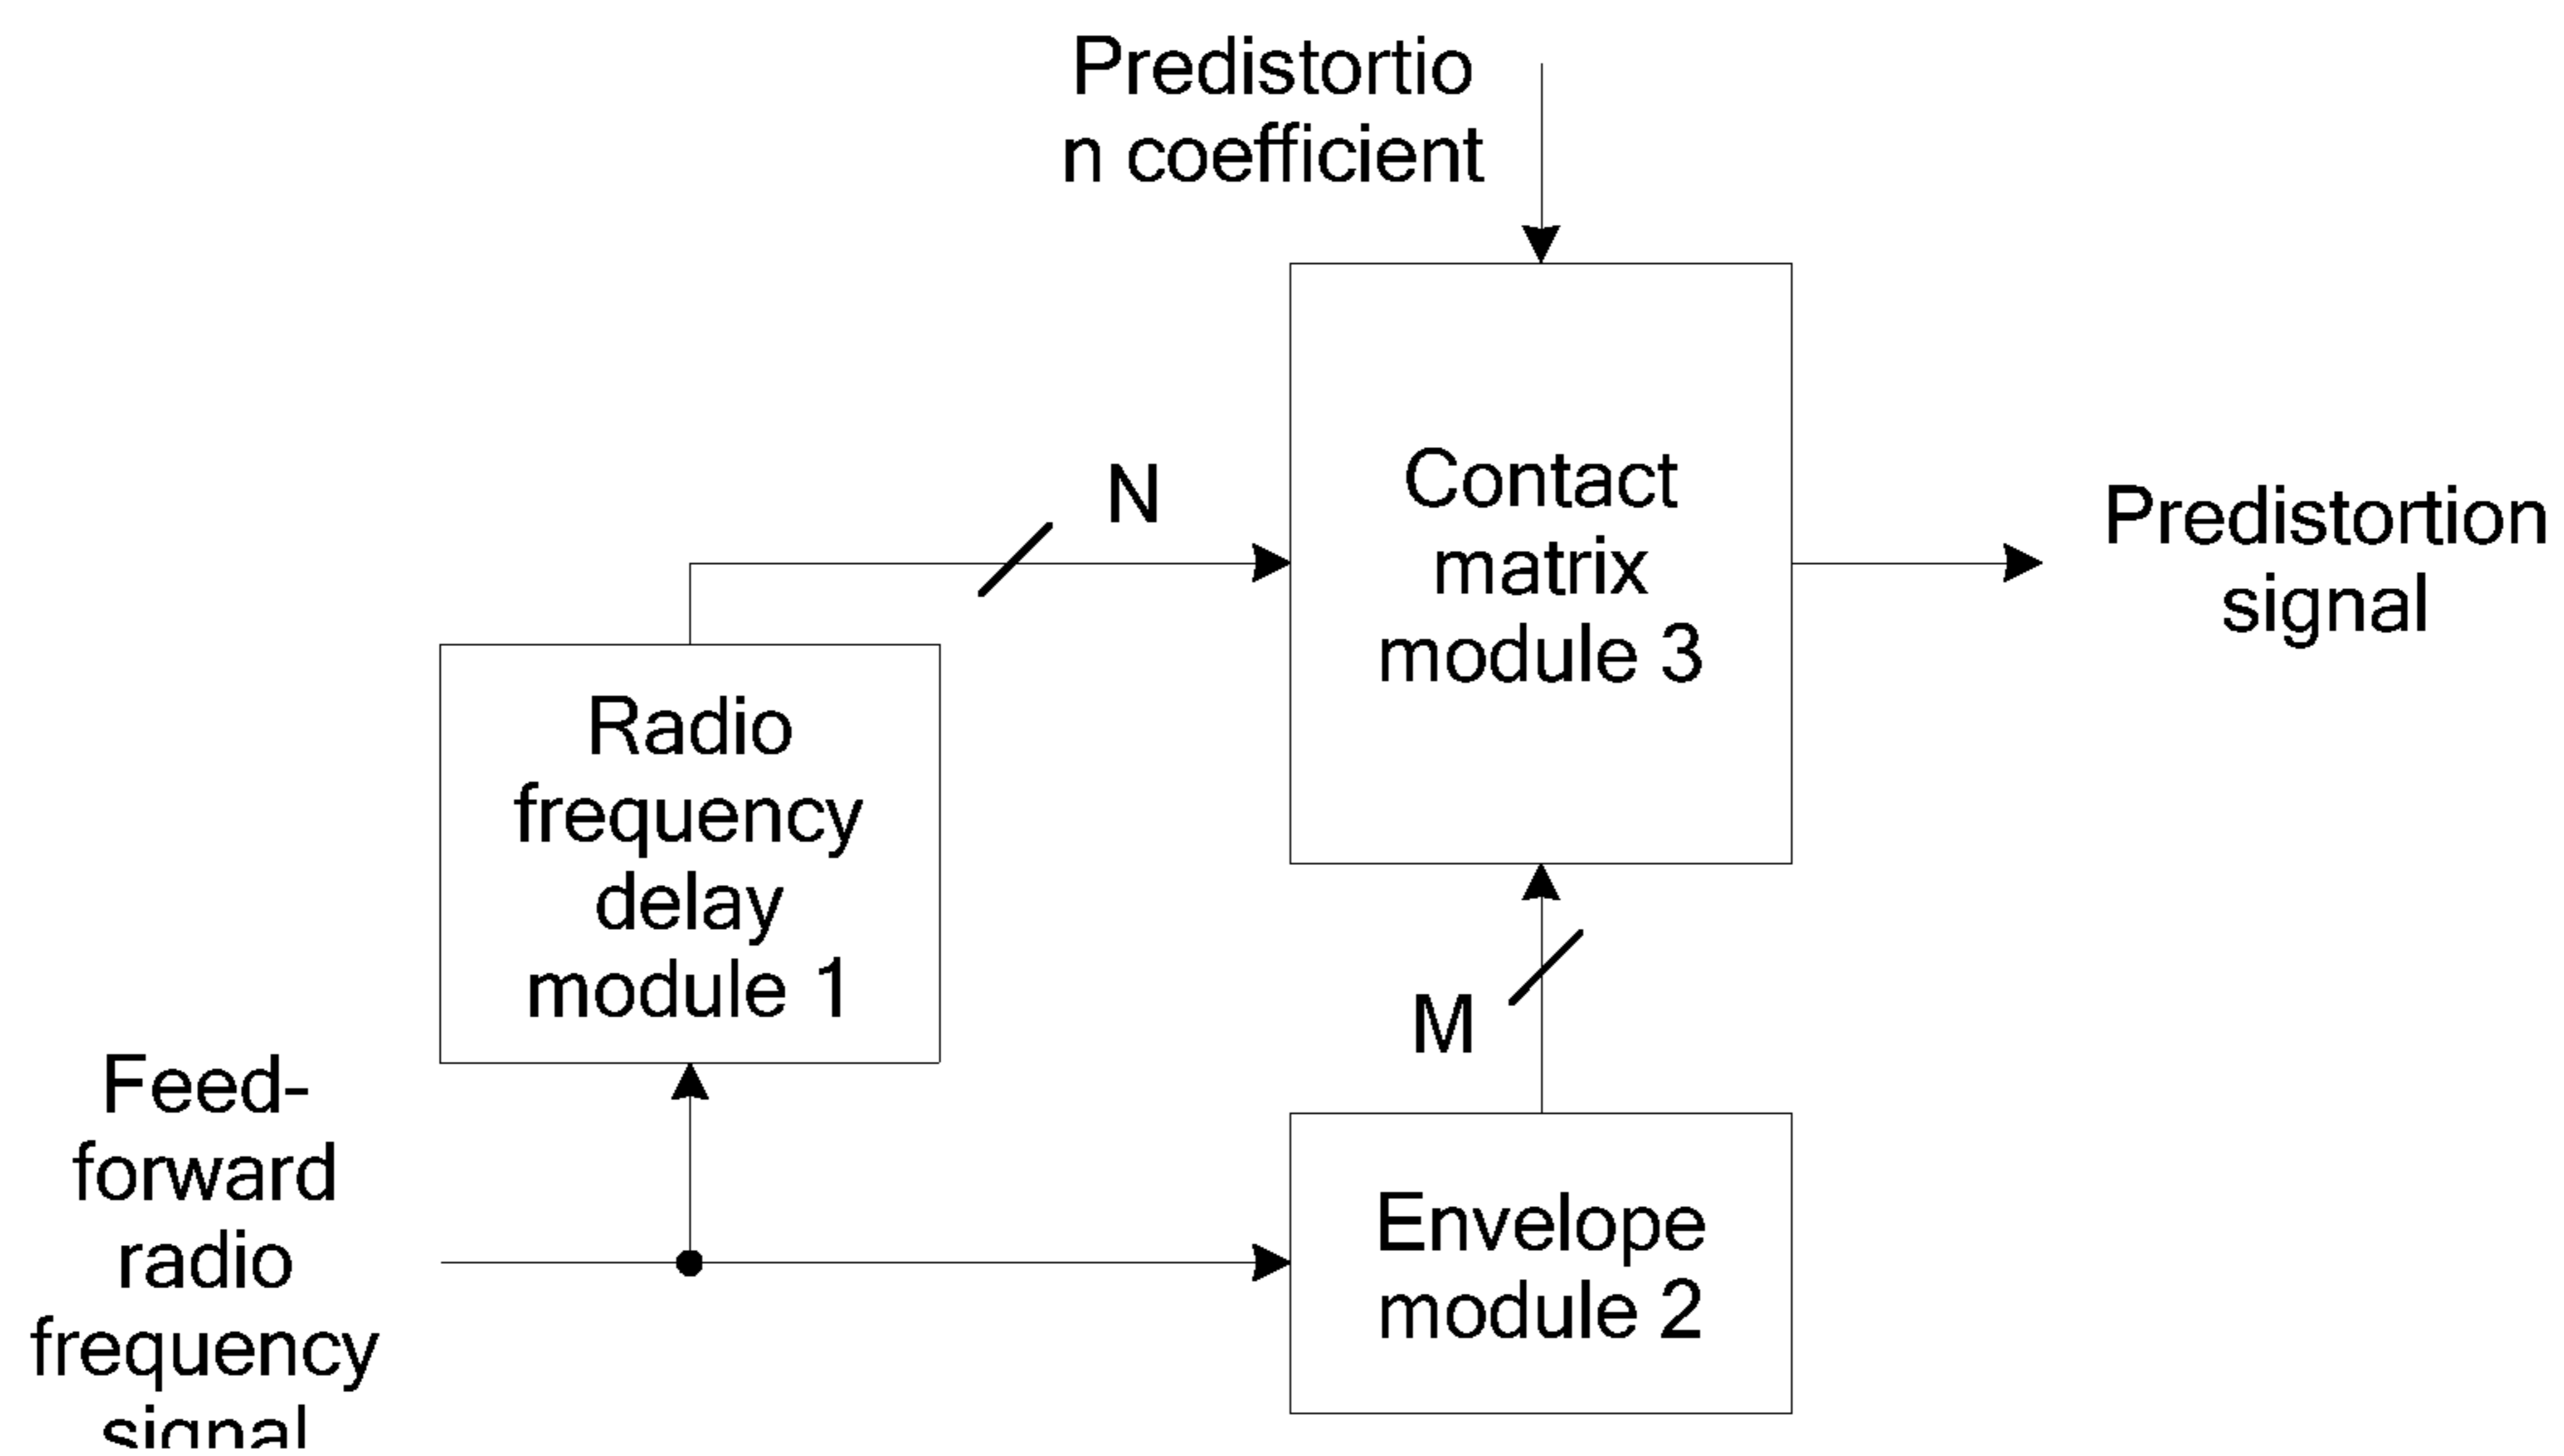 Predistortio
n coefficient
N
Contact
matrix
module 3
Predistortion
signal
Radio
frequency
delay
module 1
M
Feed-
forward
radio
frequency
signal
Envelope
module 2